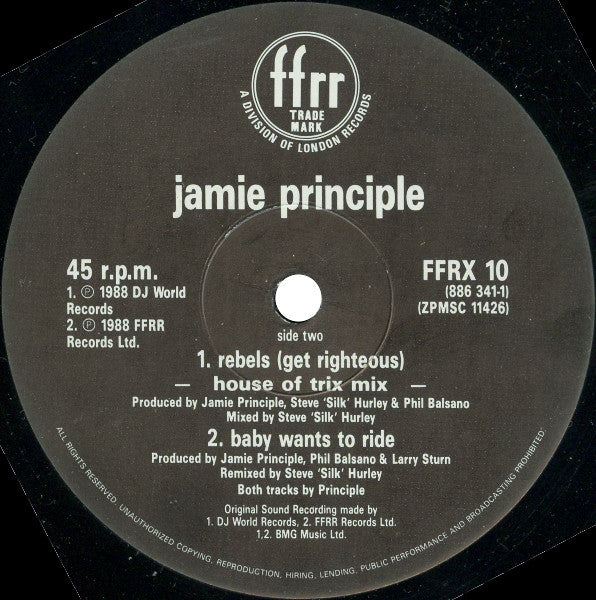 ffrr
TRADE
MARK
A DIVISION OF LONDON RECORDS
jamie principle
45 r.p.m.
1. ℗ 1988 DJ World
Records
2. ℗ 1988 FFRR
Records Ltd.
FFRX 10
(886 341-1)
(ZPMSC 11426)
side two
1. rebels (get righteous)
— house of trix mix —
Produced by Jamie Principle, Steve ‘Silk’ Hurley & Phil Balsano
Mixed by Steve ‘Silk’ Hurley
2. baby wants to ride
Produced by Jamie Principle, Phil Balsano & Larry Sturn
Remixed by Steve ‘Silk’ Hurley
Both tracks by Principle
Original Sound Recording made by
1. DJ World Records, 2. FFRR Records Ltd.
1,2. BMG Music Ltd.
ALL RIGHTS RESERVED. UNAUTHORIZED COPYING, REPRODUCTION, HIRING, LENDING, PUBLIC PERFORMANCE AND BROADCASTING PROHIBITED.